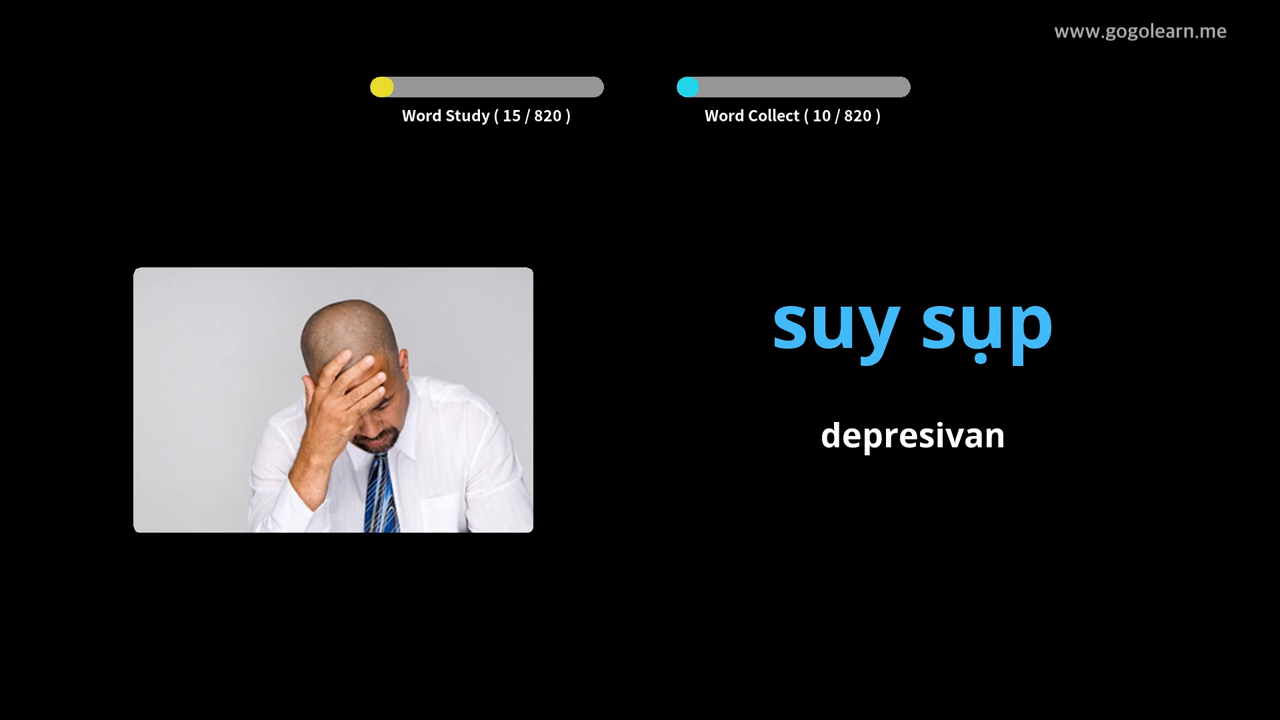 www.gogolearn.me
Word Study ( 15 / 820 )
Word Collect ( 10 / 820 )
suy sụp
depresivan